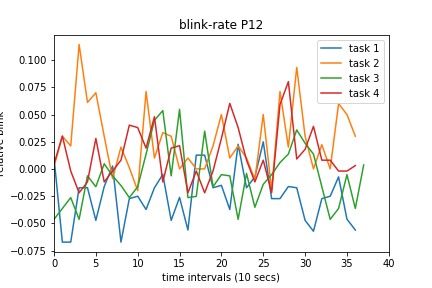 blink-rate P12
relative blink
0.100
0.075
0.050
0.025
0.000
−0.025
−0.050
−0.075
0 5 10 15 20 25 30 35 40
time intervals (10 secs)
task 1
task 2
task 3
task 4